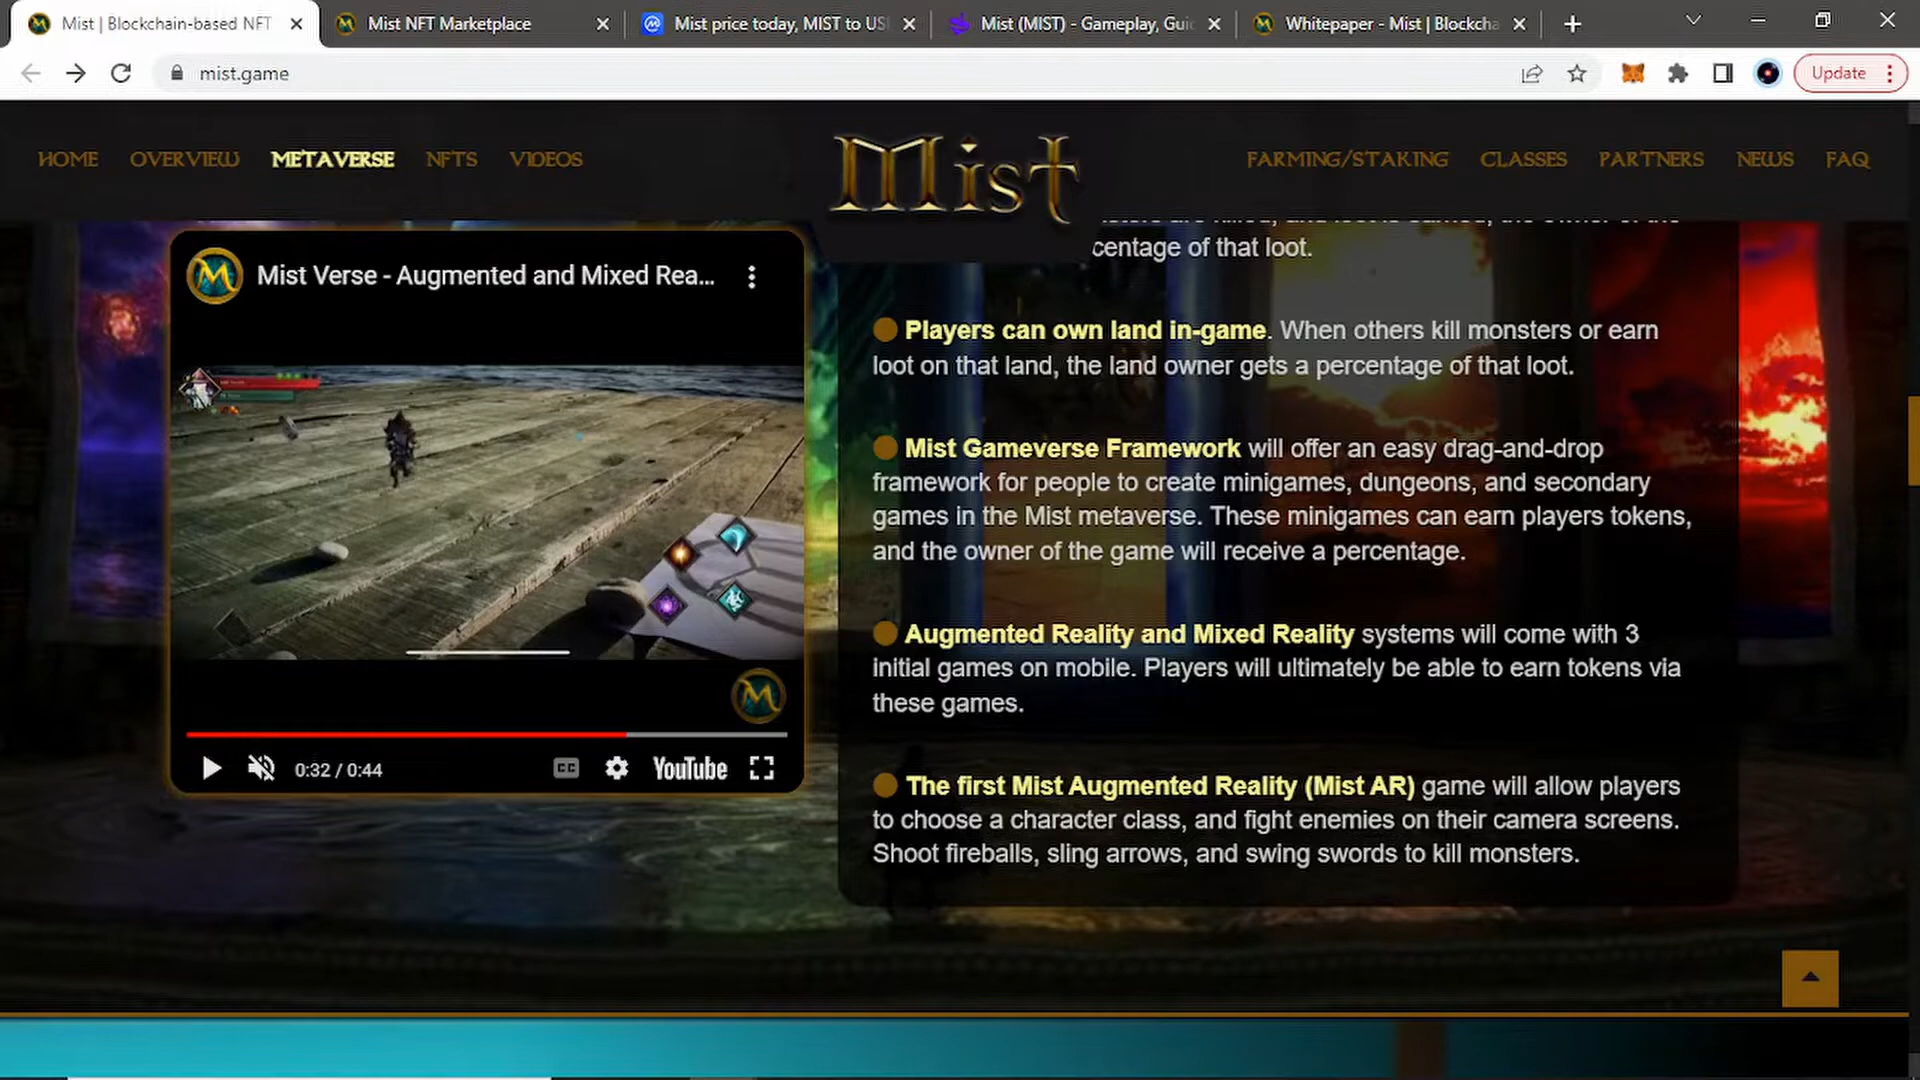 Mist | Blockchain-based NFT
Mist NFT Marketplace
Mist price today, MIST to US
Mist (MIST) - Gameplay, Gui
Whitepaper - Mist | Blockcha
mist.game
Update
HOME
OVERVIEW
METAVERSE
NFTS
VIDEOS
Mist
FARMING/STAKING
CLASSES
PARTNERS
NEWS
FAQ
Mist Verse - Augmented and Mixed Rea...
0:32 / 0:44
CC
YouTube
centage of that loot.
Players can own land in-game. When others kill monsters or earn
loot on that land, the land owner gets a percentage of that loot.
Mist Gameverse Framework will offer an easy drag-and-drop
framework for people to create minigames, dungeons, and secondary
games in the Mist metaverse. These minigames can earn players tokens,
and the owner of the game will receive a percentage.
Augmented Reality and Mixed Reality systems will come with 3
initial games on mobile. Players will ultimately be able to earn tokens via
these games.
The first Mist Augmented Reality (Mist AR) game will allow players
to choose a character class, and fight enemies on their camera screens.
Shoot fireballs, sling arrows, and swing swords to kill monsters.